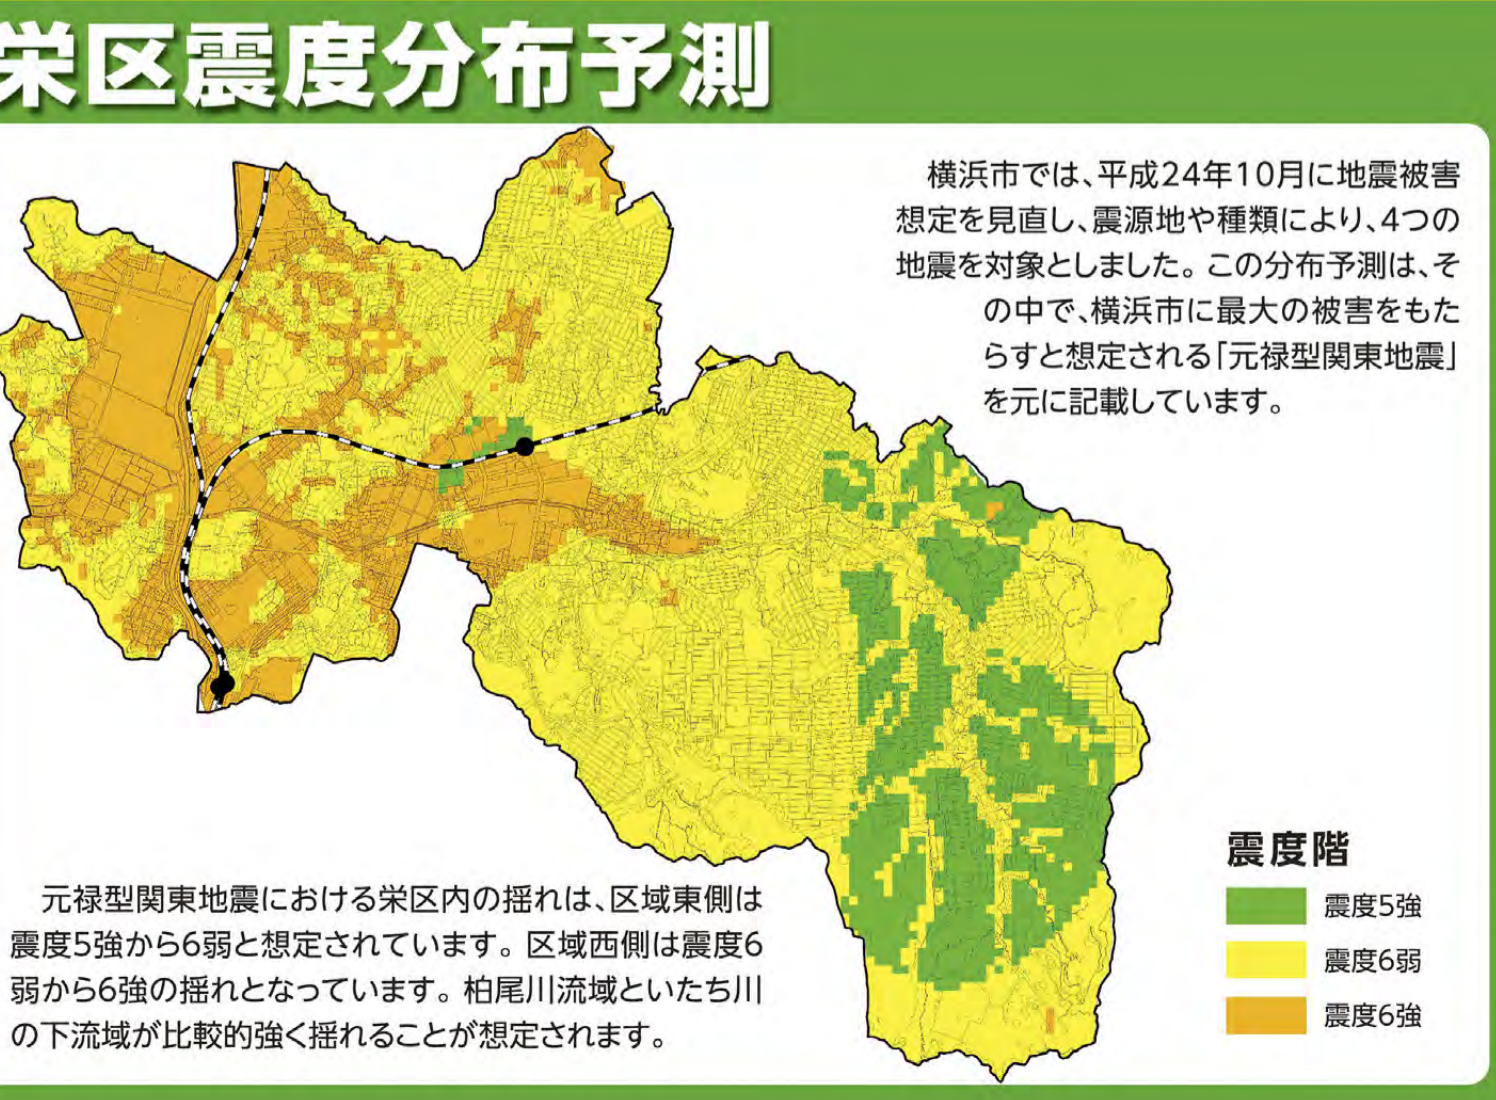 栄区震度分布予測
横浜市では、平成24年10月に地震被害
想定を見直し、震源地や種類により、4つの
地震を対象としました。この分布予測は、そ
の中で、横浜市に最大の被害をもた
らすと想定される「元禄型関東地震」
を元に記載しています。
震度階
震度5強
震度6弱
震度6強
元禄型関東地震における栄区内の揺れは、区域東側は
震度5強から6弱と想定されています。区域西側は震度6
弱から6強の揺れとなっています。柏尾川流域といたち川
の下流域が比較的強く揺れることが想定されます。